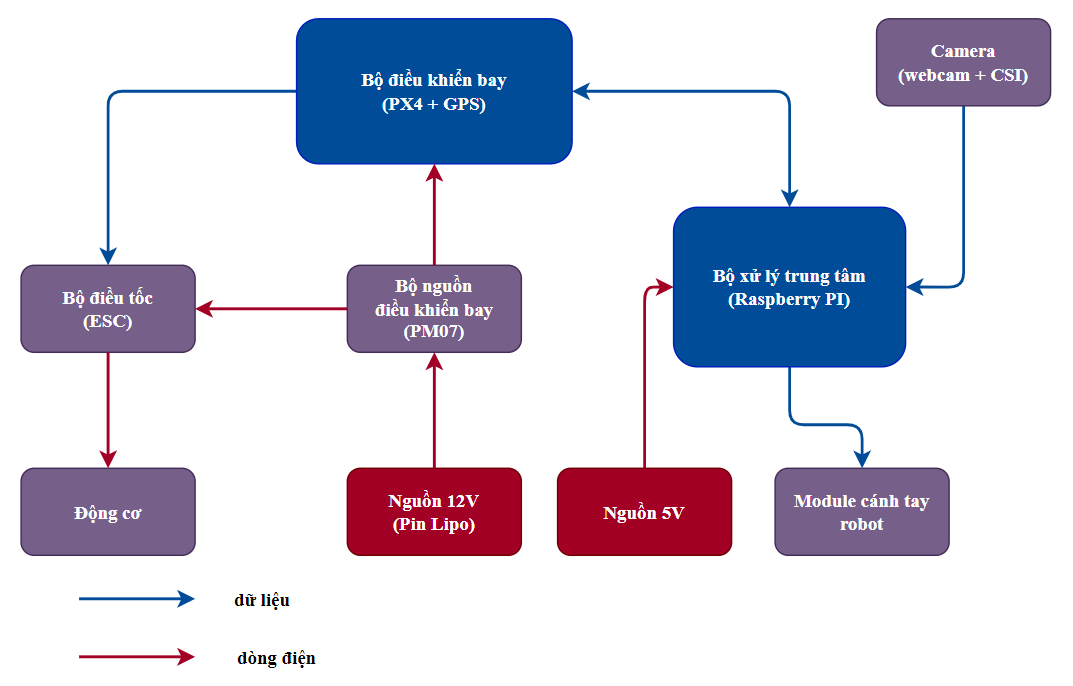 Bộ điều khiển bay
(PX4 + GPS)
Camera
(webcam + CSI)
Bộ điều tốc
(ESC)
Bộ nguồn
điều khiển bay
(PM07)
Bộ xử lý trung tâm
(Raspberry PI)
Động cơ
Nguồn 12V
(Pin Lipo)
Nguồn 5V
Module cánh tay
robot
dữ liệu
dòng điện